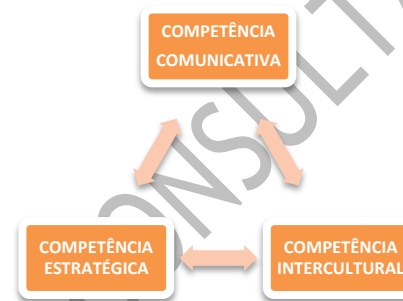 COMPETÊNCIA
COMUNICATIVA
COMPETÊNCIA
ESTRATÉGICA
COMPETÊNCIA
INTERCULTURAL